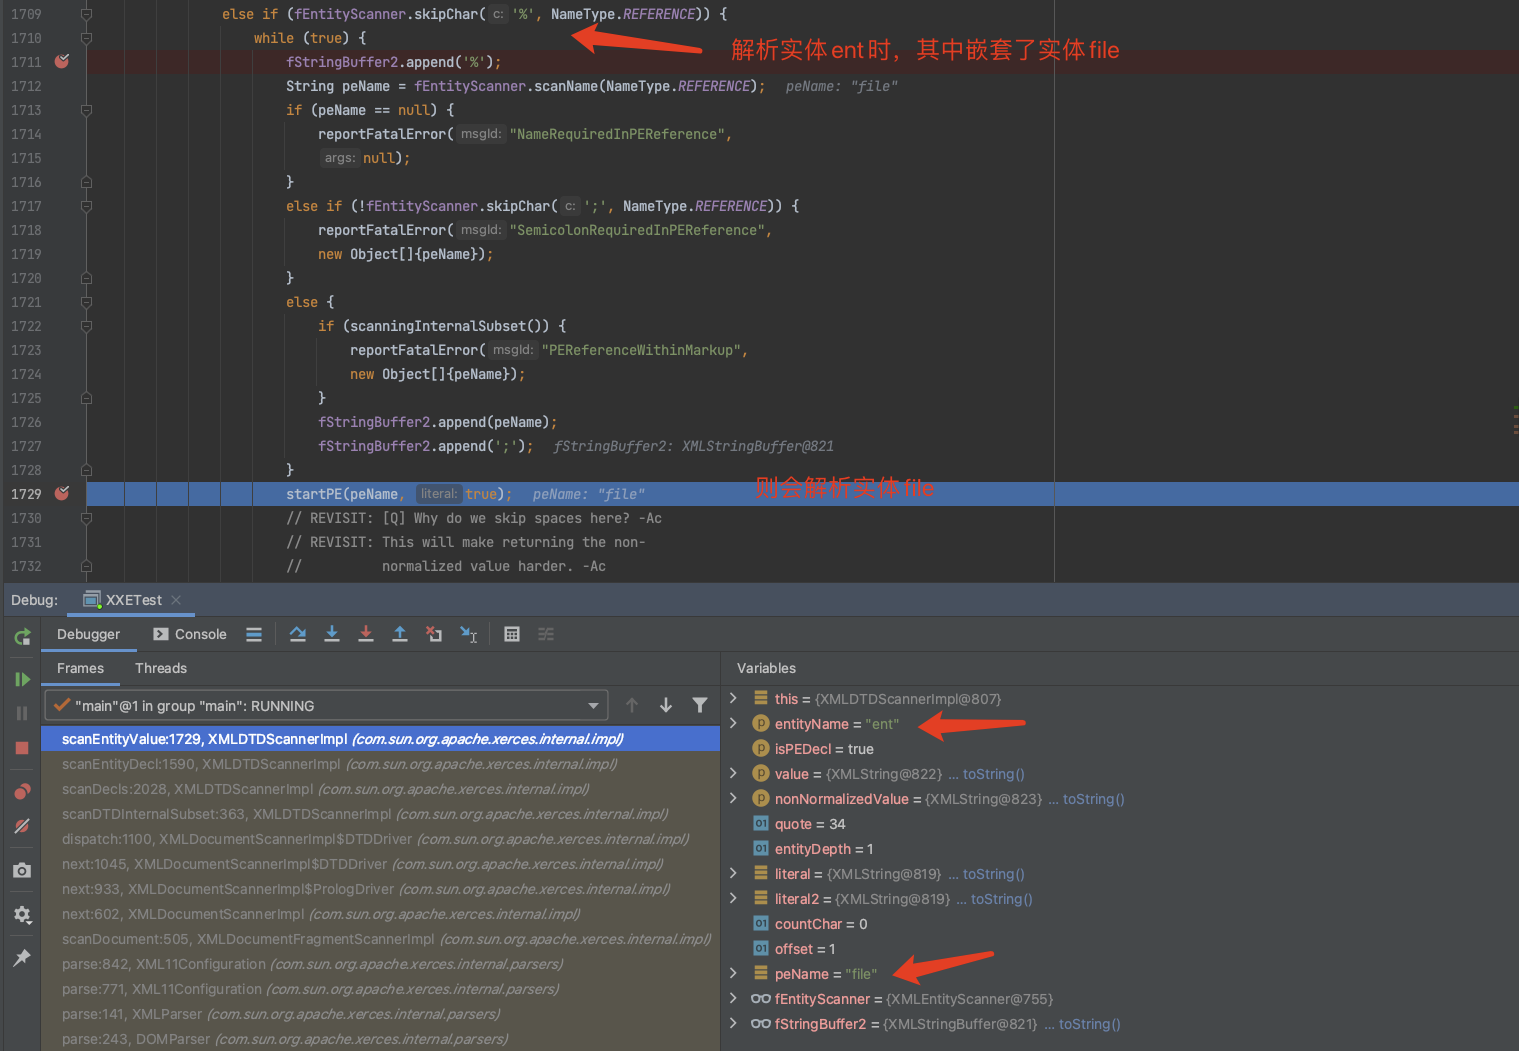 1709 else if (fEntityScanner.skipChar( c: '%', NameType.REFERENCE)) {
1710 while (true) {
解析实体ent时，其中嵌套了实体file
1711 fStringBuffer2.append('%');
1712 String peName = fEntityScanner.scanName(NameType.REFERENCE); peName: "file"
1713 if (peName == null) {
1714 reportFatalError( msgId: "NameRequiredInPEReference",
1715 args: null);
1716 }
1717 else if (!fEntityScanner.skipChar( c: ';', NameType.REFERENCE)) {
1718 reportFatalError( msgId: "SemicolonRequiredInPEReference",
1719 new Object[]{peName});
1720 }
1721 else {
1722 if (scanningInternalSubset()) {
1723 reportFatalError( msgId: "PEReferenceWithinMarkup",
1724 new Object[]{peName});
1725 }
1726 fStringBuffer2.append(peName);
1727 fStringBuffer2.append(';'); fStringBuffer2: XMLStringBuffer@821
1728 }
1729 startPE(peName, literal: true); peName: "file" 则会解析实体file
1730 // REVISIT: [Q] Why do we skip spaces here? -Ac
1731 // REVISIT: This will make returning the non-
1732 // normalized value harder. -Ac
Debug: XXETest
Debugger Console
Frames Threads
"main"@1 in group "main": RUNNING
scanEntityValue:1729, XMLDTDScannerImpl (com.sun.org.apache.xerces.internal.impl)
scanEntityDecl:1590, XMLDTDScannerImpl (com.sun.org.apache.xerces.internal.impl)
scanDecls:2028, XMLDTDScannerImpl (com.sun.org.apache.xerces.internal.impl)
scanDTDInternalSubset:363, XMLDTDScannerImpl (com.sun.org.apache.xerces.internal.impl)
dispatch:1100, XMLDocumentScannerImpl$DTDDriver (com.sun.org.apache.xerces.internal.impl)
next:1045, XMLDocumentScannerImpl$DTDDriver (com.sun.org.apache.xerces.internal.impl)
next:933, XMLDocumentScannerImpl$PrologDriver (com.sun.org.apache.xerces.internal.impl)
next:602, XMLDocumentScannerImpl (com.sun.org.apache.xerces.internal.impl)
scanDocument:505, XMLDocumentFragmentScannerImpl (com.sun.org.apache.xerces.internal.impl)
parse:842, XML11Configuration (com.sun.org.apache.xerces.internal.parsers)
parse:771, XML11Configuration (com.sun.org.apache.xerces.internal.parsers)
parse:141, XMLParser (com.sun.org.apache.xerces.internal.parsers)
parse:243, DOMParser (com.sun.org.apache.xerces.internal.parsers)
Variables
this = {XMLDTDScannerImpl@807}
p entityName = "ent"
p isPEDecl = true
p value = {XMLString@822} ... toString()
p nonNormalizedValue = {XMLString@823} ... toString()
01 quote = 34
01 entityDepth = 1
literal = {XMLString@819} ... toString()
literal2 = {XMLString@819} ... toString()
01 countChar = 0
01 offset = 1
peName = "file"
fEntityScanner = {XMLEntityScanner@755}
fStringBuffer2 = {XMLStringBuffer@821} ... toString()